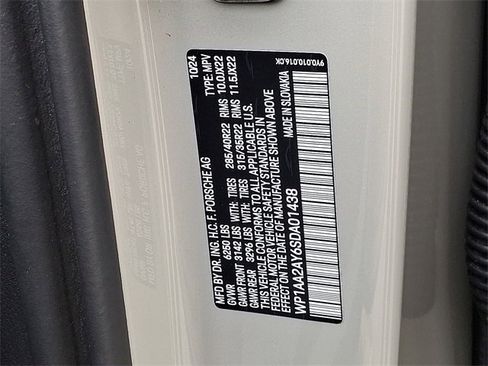 MFD BY DR. ING. H.C. F. PORSCHE AG 10/24
GVWR 6250 LBS TYPE: MPV
GAWR FRONT 3142 LBS WITH: TIRES 285/40R22 RIMS 10.0JX22
GAWR REAR 3296 LBS WITH: TIRES 315/35R22 RIMS 11.5JX22
THIS VEHICLE CONFORMS TO ALL APPLICABLE U.S.
FEDERAL MOTOR VEHICLE SAFETY STANDARDS IN
EFFECT ON THE DATE OF MANUFACTURE SHOWN ABOVE
WP1AA2AY6SDA01438 MADE IN SLOVAKIA
9Y0.010.016.CK